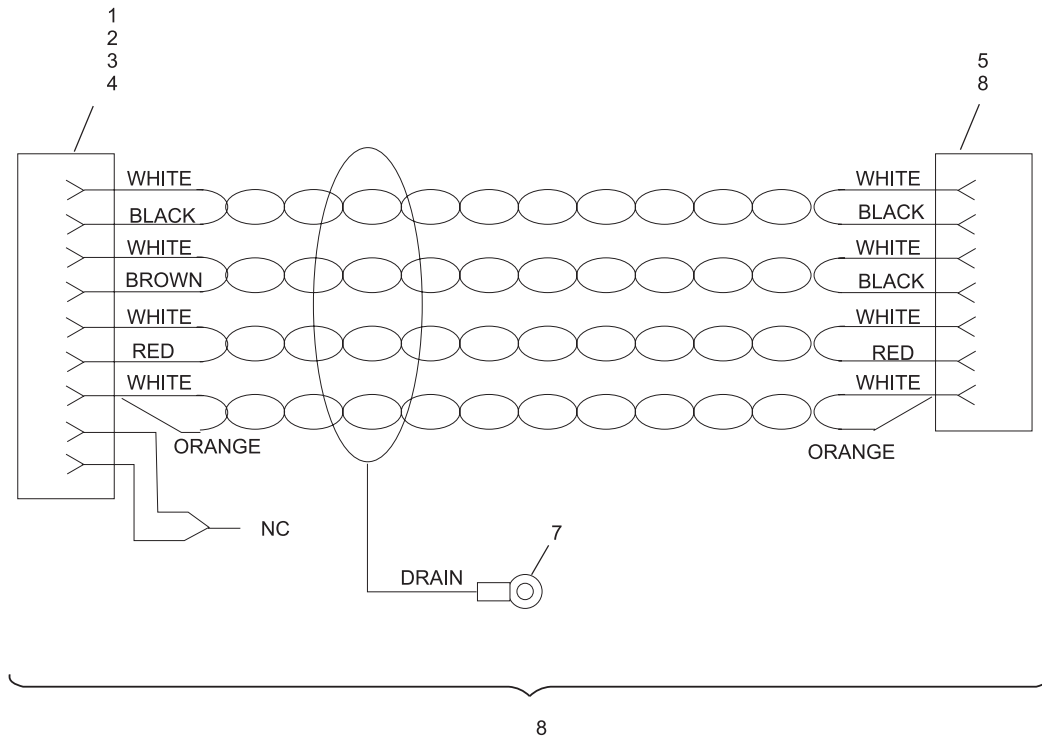 1
2
3
4
5
8
WHITE
WHITE
BLACK
BLACK
WHITE
WHITE
BROWN
BLACK
WHITE
WHITE
RED
RED
WHITE
WHITE
ORANGE
ORANGE
NC
7
DRAIN
8